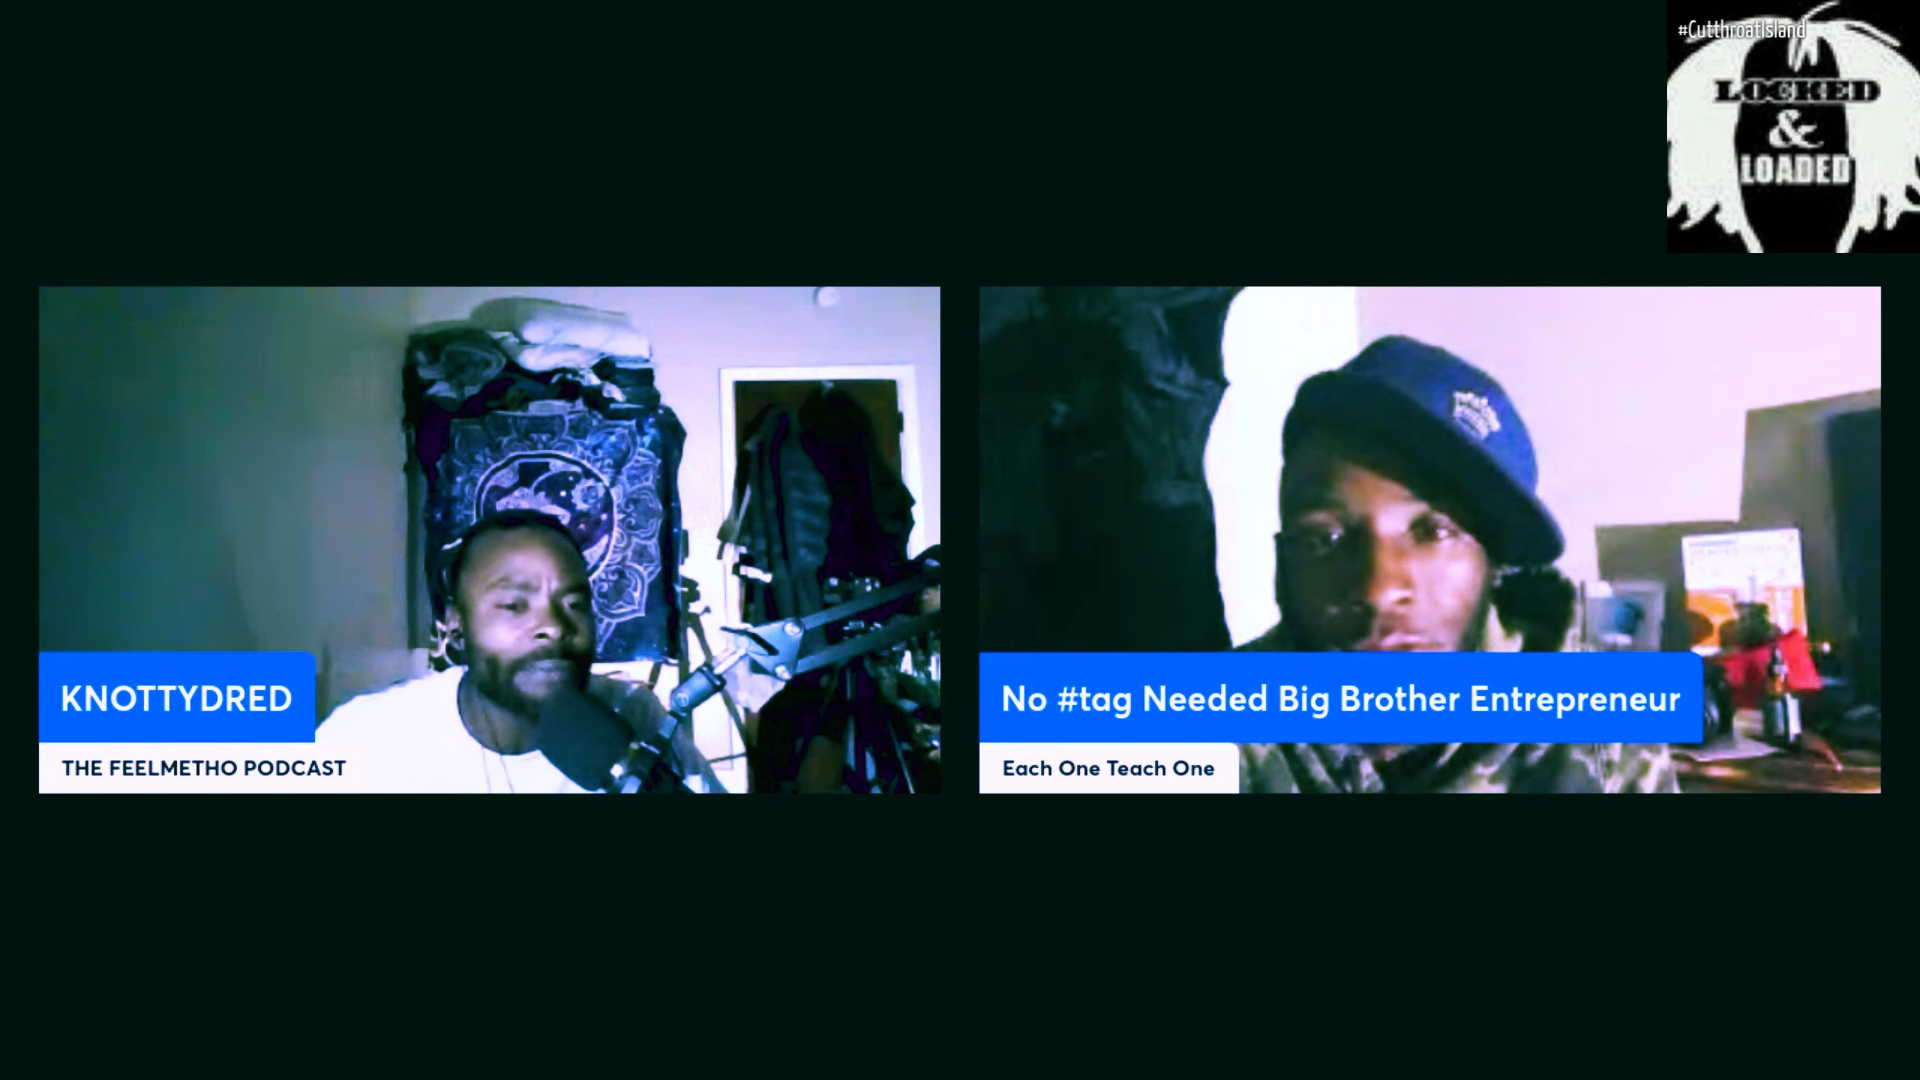 #CutthroatIsland
LOCKED
&
LOADED
KNOTTYDRED
THE FEELMETHO PODCAST
No #tag Needed Big Brother Entrepreneur
Each One Teach One